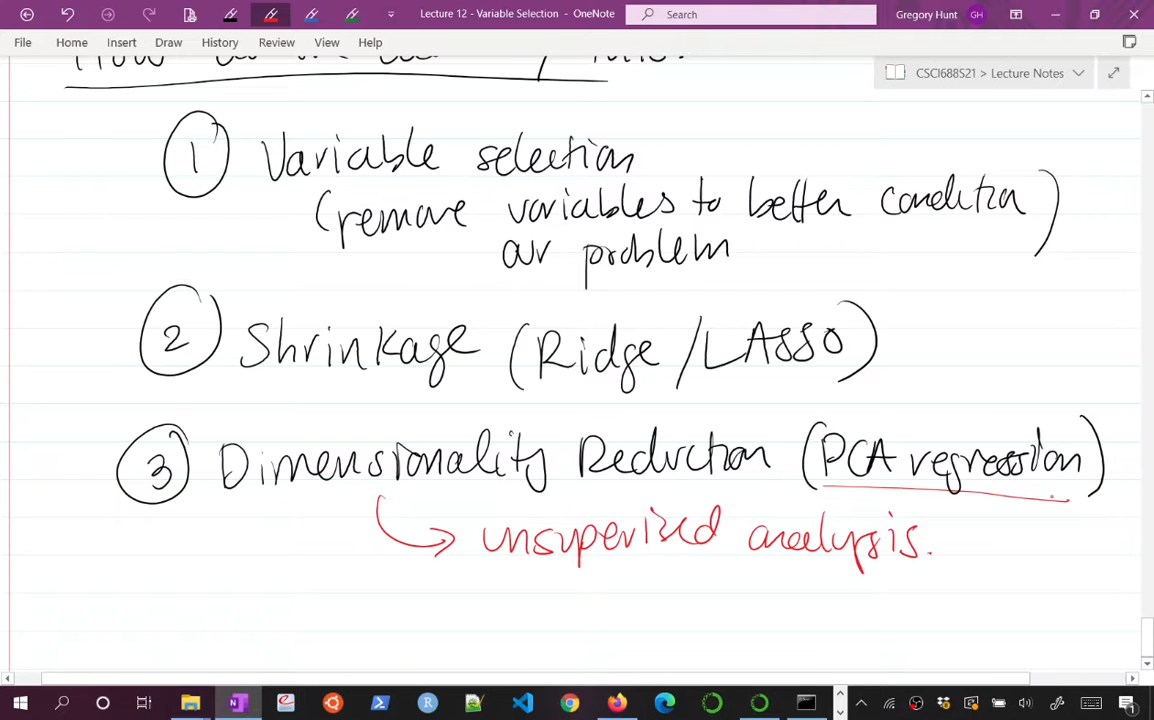 Lecture 12 - Variable Selection - OneNote
Search
Gregory Hunt
GH
File Home Insert Draw History Review View Help
CSCI688S21 > Lecture Notes
How
① Variable selection
(remove variables to better condition)
our problem
② Shrinkage (Ridge/LASSO)
③ Dimensionality Reduction (PCA regression)
unsupervised analysis.